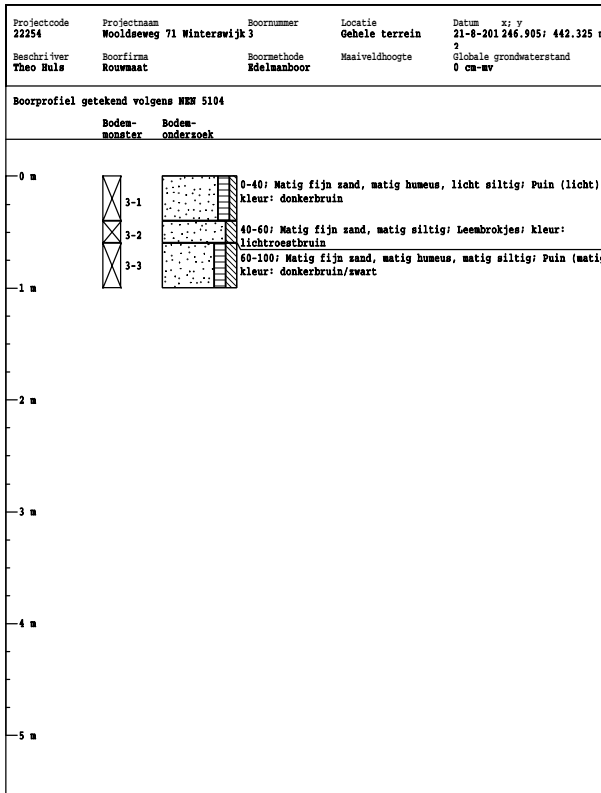 Projectcode Projectnaam Boornummer Locatie Datum x; y
22254 Wooldseweg 71 Winterswijk 3 Gehele terrein 21-8-201 246.905; 442.325
2
Beschrijver Boorfirma Boormethode Maaiveldhoogte Globale grondwaterstand
Theo Huls Rouwmaat Edelmanboor 0 cm-mv
Boorprofiel getekend volgens NEN 5104
Bodem- Bodem-
monster onderzoek
0 m
3-1
0-40; Matig fijn zand, matig humeus, licht siltig; Puin (licht)
kleur: donkerbruin
3-2
40-60; Matig fijn zand, matig siltig; Leembrokjes; kleur:
lichtroestbruin
3-3
60-100; Matig fijn zand, matig humeus, matig siltig; Puin (matig
kleur: donkerbruin/zwart
1 m
2 m
3 m
4 m
5 m